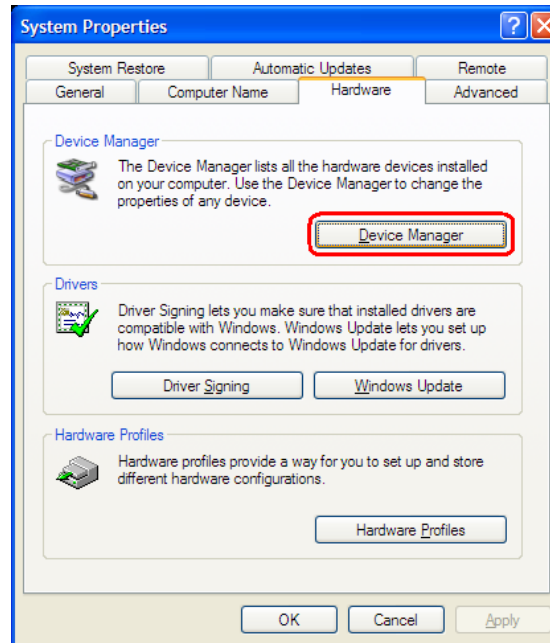 System Properties
System Restore Automatic Updates Remote
General Computer Name Hardware Advanced
Device Manager
The Device Manager lists all the hardware devices installed
on your computer. Use the Device Manager to change the
properties of any device.
Device Manager
Drivers
Driver Signing lets you make sure that installed drivers are
compatible with Windows. Windows Update lets you set up
how Windows connects to Windows Update for drivers.
Driver Signing Windows Update
Hardware Profiles
Hardware profiles provide a way for you to set up and store
different hardware configurations.
Hardware Profiles
OK Cancel Apply